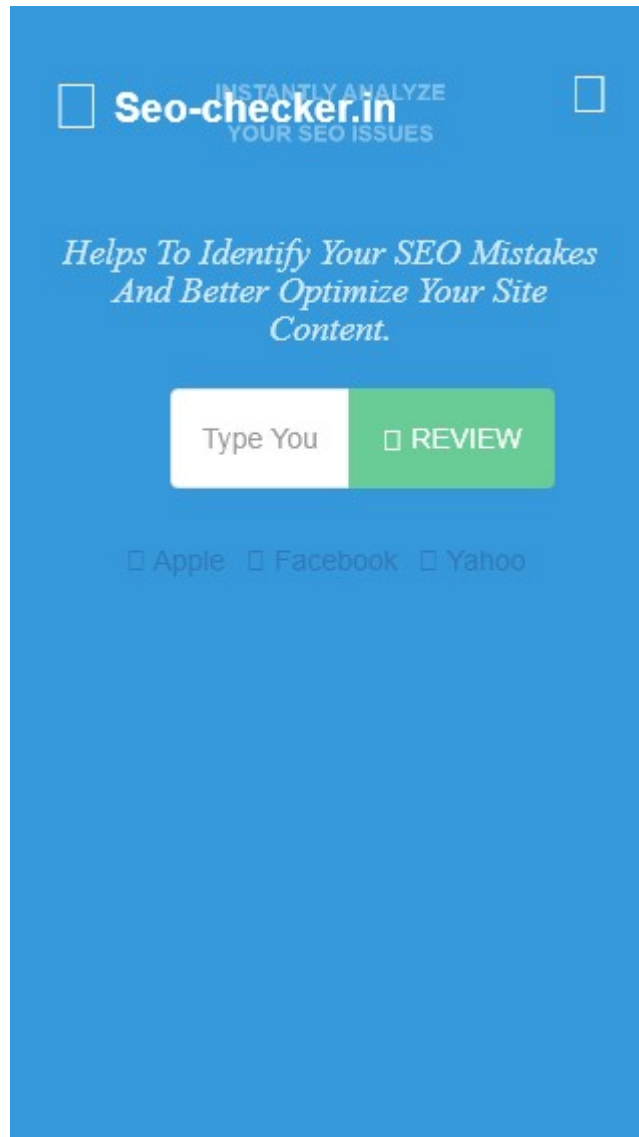 INSTANTLY ANALYZE
Seo-checker.in
YOUR SEO ISSUES
Helps To Identify Your SEO Mistakes
And Better Optimize Your Site
Content.
Type You
REVIEW
Apple Facebook Yahoo